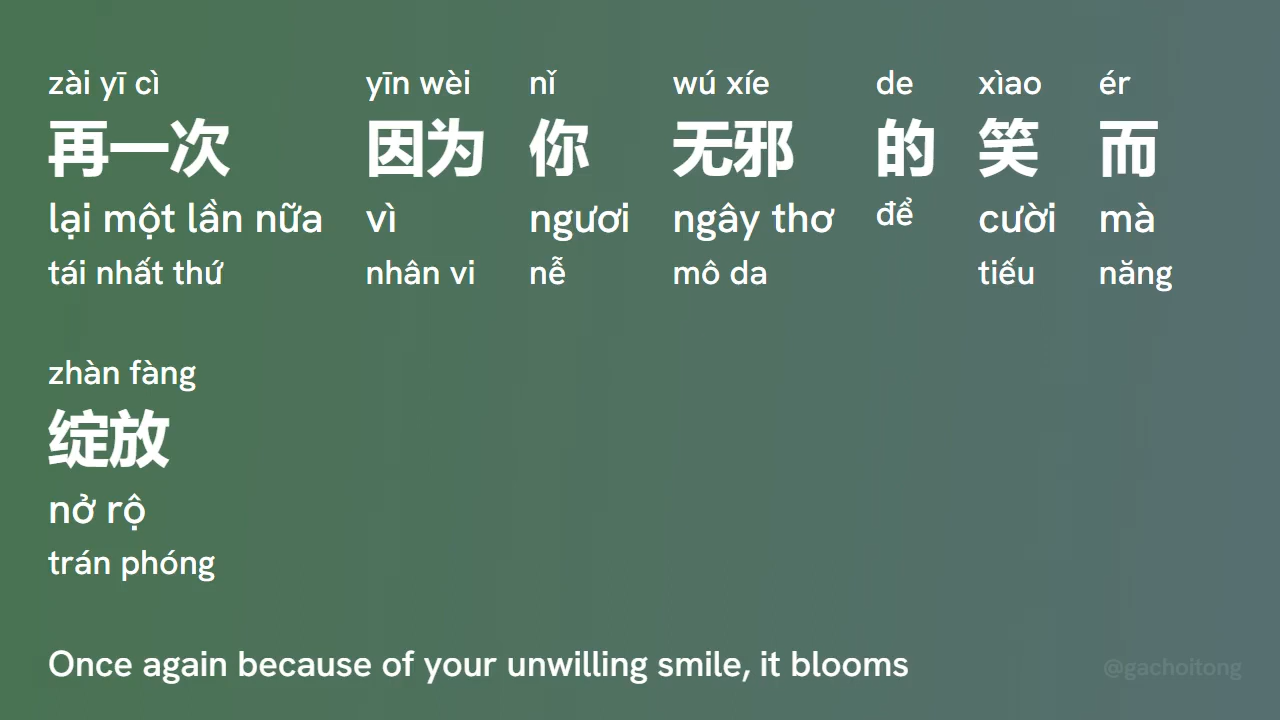 zài yī cì yīn wèi nǐ wú xíe de xìao ér
再一次 因为 你 无邪 的 笑 而
lại một lần nữa vì ngươi ngây thơ để cười mà
tái nhất thứ nhân vi nễ mô da tiếu năng
zhàn fàng
绽放
nở rộ
trán phóng
Once again because of your unwilling smile, it blooms
@gachoitong